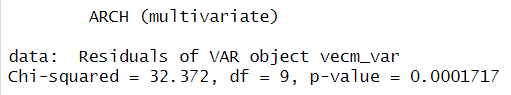 ARCH (multivariate)
data:  Residuals of VAR object vecm_var
Chi-squared = 32.372, df = 9, p-value = 0.0001717